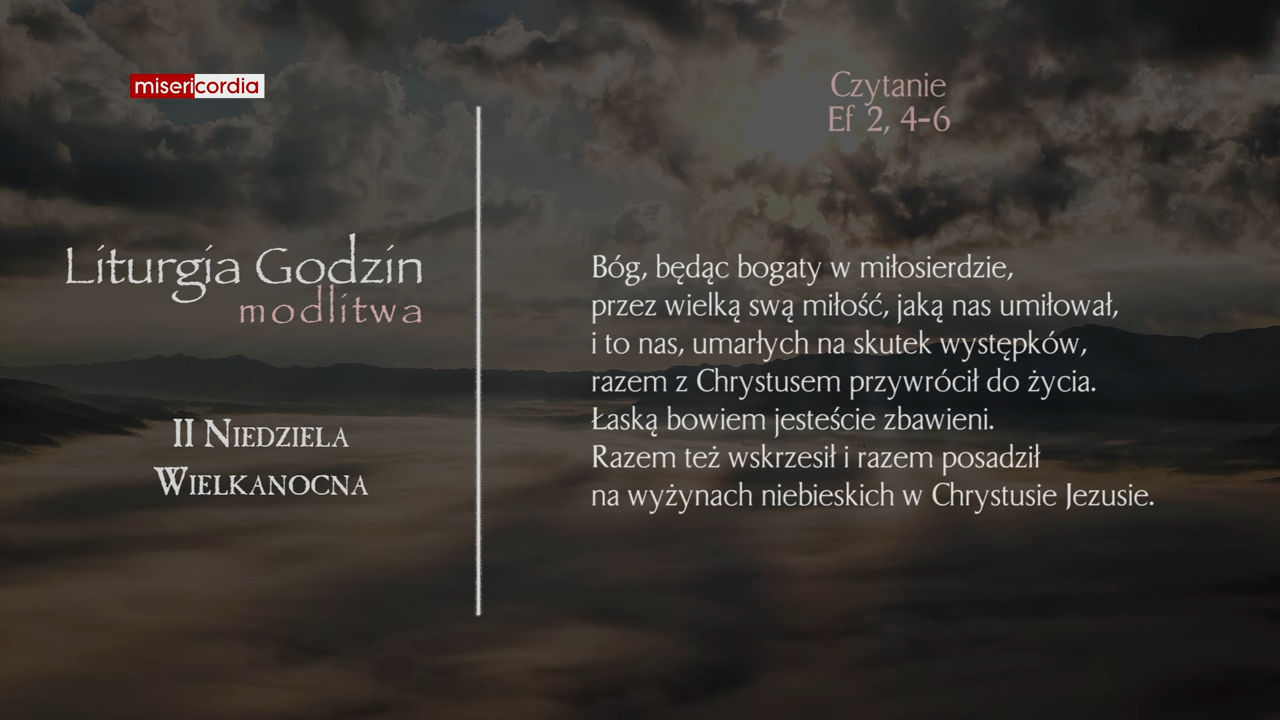 misericordia
Liturgia Godzin
modlitwa
II Niedziela
Wielkanocna
Czytanie
Ef 2, 4-6
Bóg, będąc bogaty w miłosierdzie,
przez wielką swą miłość, jaką nas umiłował,
i to nas, umarłych na skutek występków,
razem z Chrystusem przywrócił do życia.
Łaską bowiem jesteście zbawieni.
Razem też wskrzesił i razem posadził
na wyżynach niebieskich w Chrystusie Jezusie.